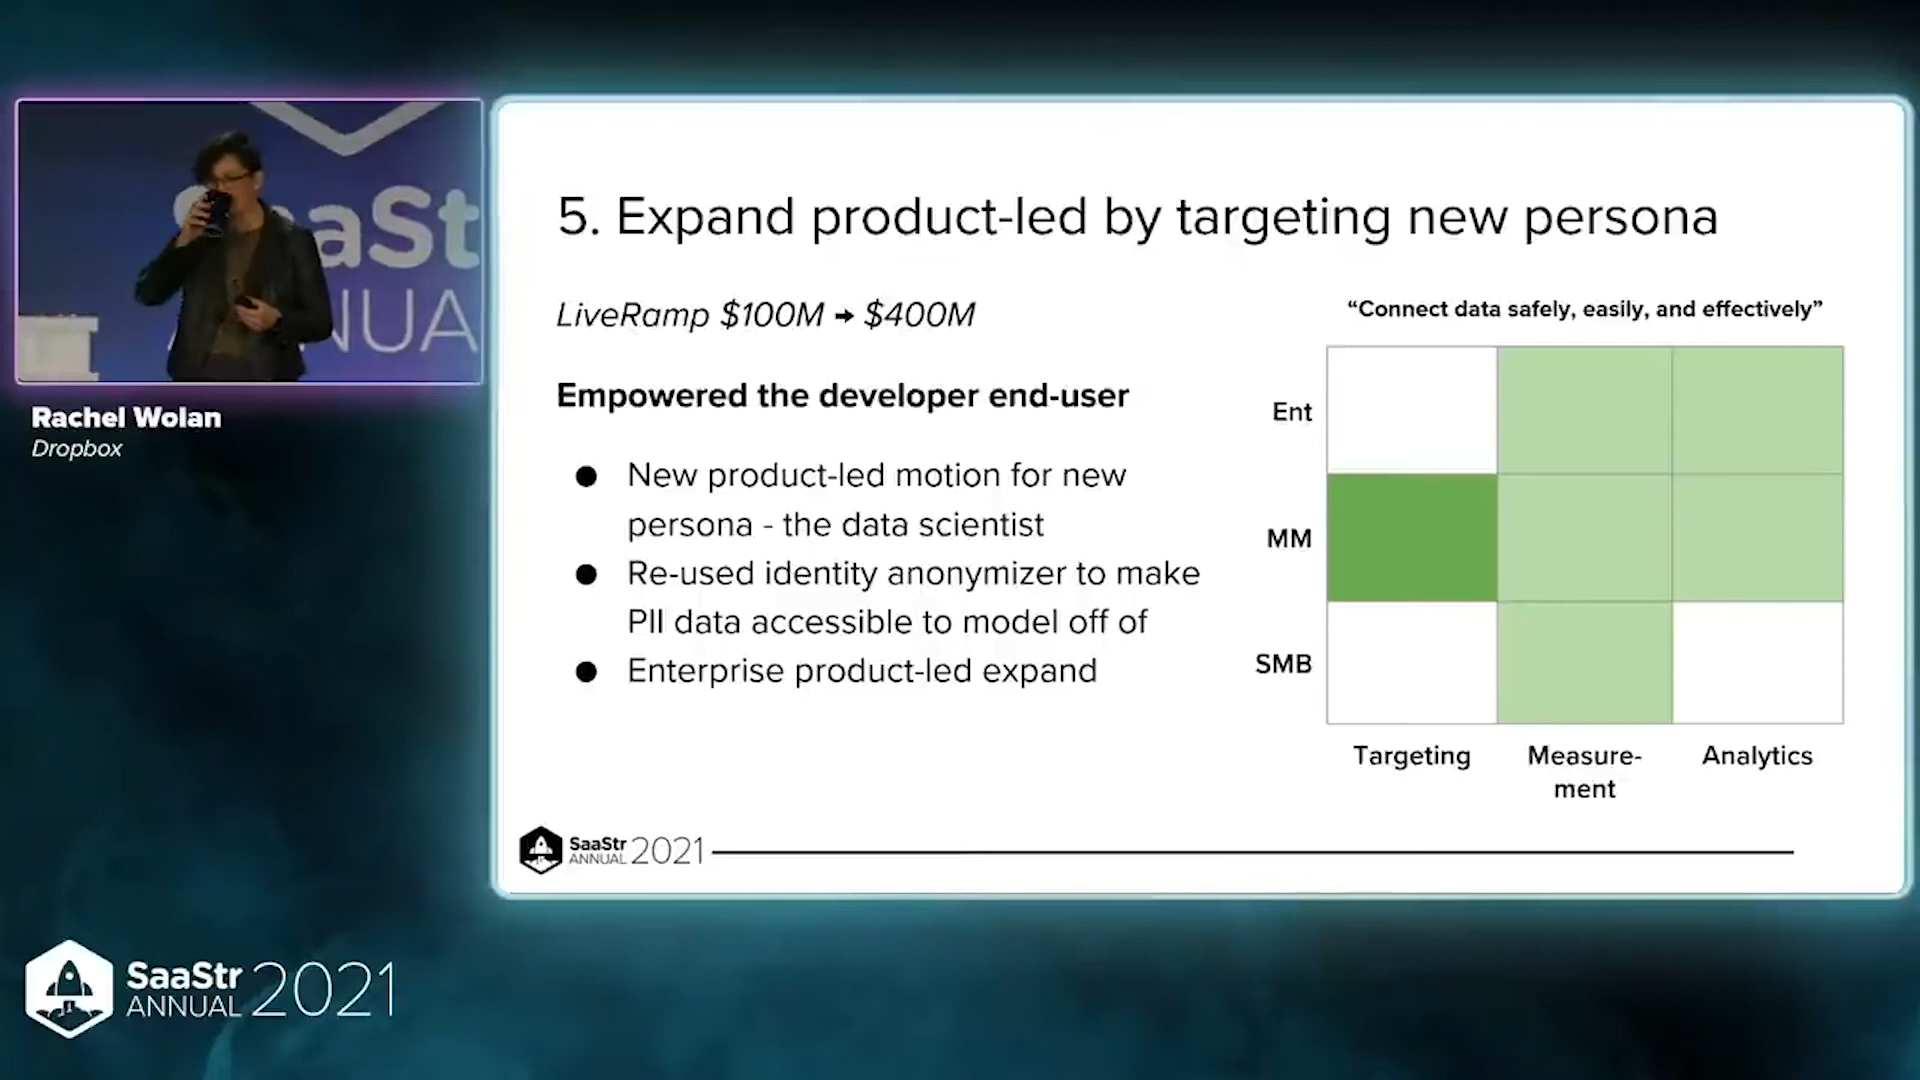 SaaSt
ANNUA
Rachel Wolan
Dropbox
5. Expand product-led by targeting new persona
LiveRamp $100M → $400M
Empowered the developer end-user
● New product-led motion for new
persona - the data scientist
● Re-used identity anonymizer to make
PII data accessible to model off of
● Enterprise product-led expand
“Connect data safely, easily, and effectively”
Ent
MM
SMB
Targeting
Measure-
ment
Analytics
SaaStr
ANNUAL 2021
SaaStr
ANNUAL 2021